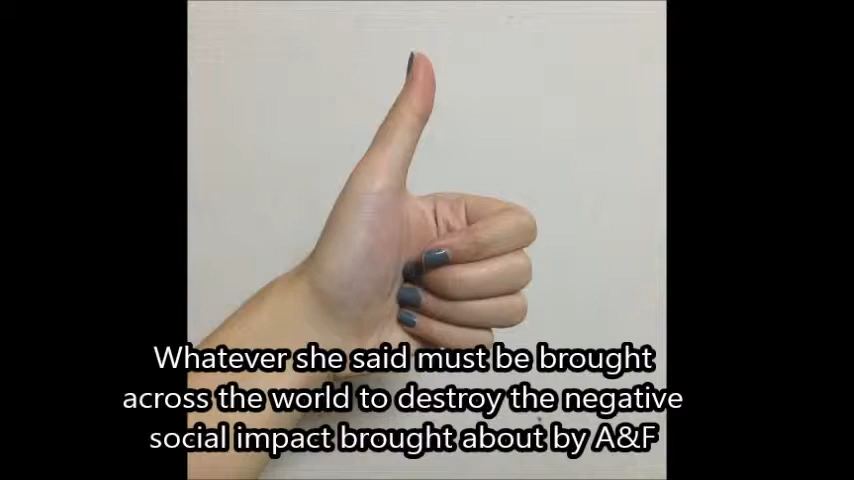 Whatever she said must be brought
across the world to destroy the negative
social impact brought about by A&F